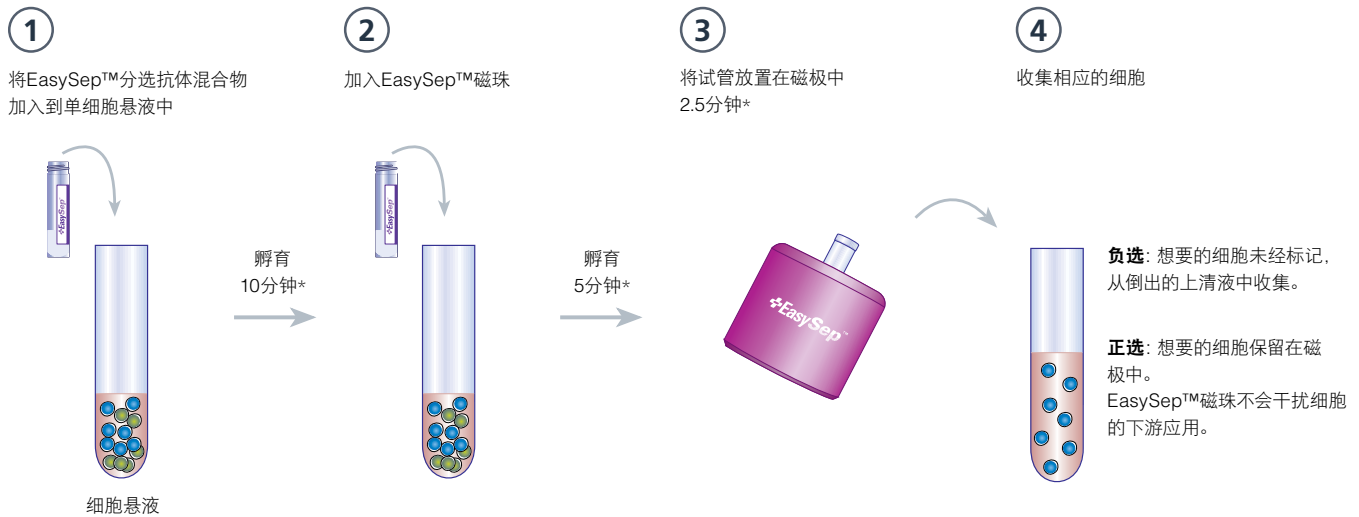 1
将EasySep™分选抗体混合物
加入到单细胞悬液中
EasySep
细胞悬液
孵育
10分钟*
2
加入EasySep™磁珠
EasySep
孵育
5分钟*
3
将试管放置在磁极中
2.5分钟*
EasySep™
4
收集相应的细胞
负选: 想要的细胞未经标记，
从倒出的上清液中收集。
正选: 想要的细胞保留在磁
极中。
EasySep™磁珠不会干扰细胞
的下游应用。